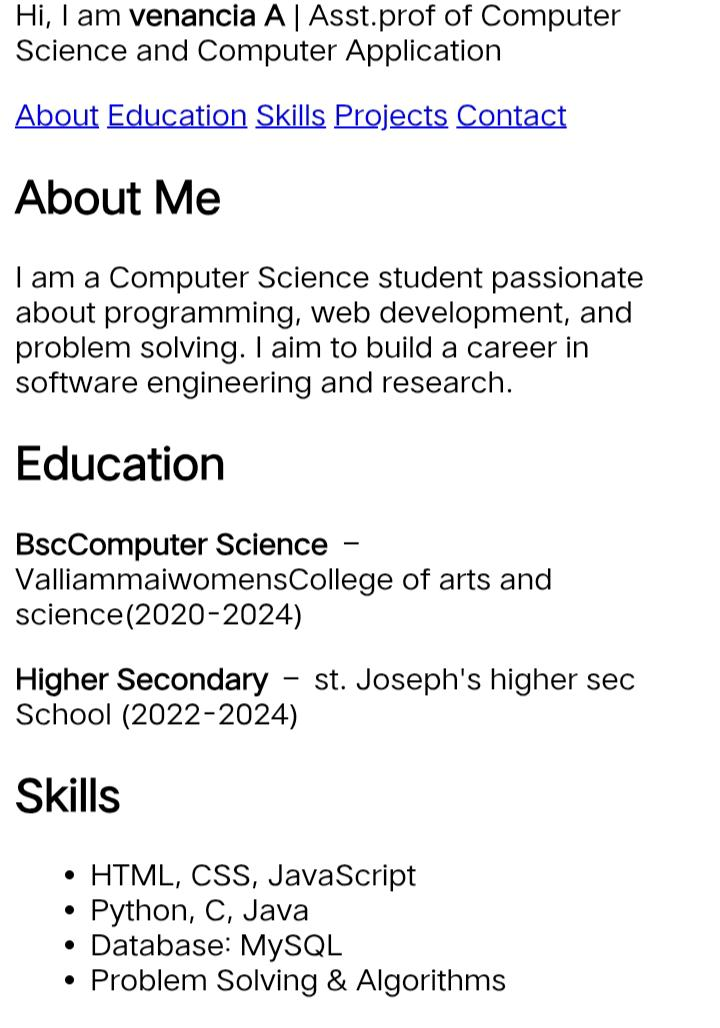 Hi, I am venancia A | Asst.prof of Computer
Science and Computer Application
About Education Skills Projects Contact
About Me
I am a Computer Science student passionate
about programming, web development, and
problem solving. I aim to build a career in
software engineering and research.
Education
BscComputer Science –
ValliammaiwomensCollege of arts and
science(2020-2024)
Higher Secondary – st. Joseph's higher sec
School (2022-2024)
Skills
• HTML, CSS, JavaScript
• Python, C, Java
• Database: MySQL
• Problem Solving & Algorithms